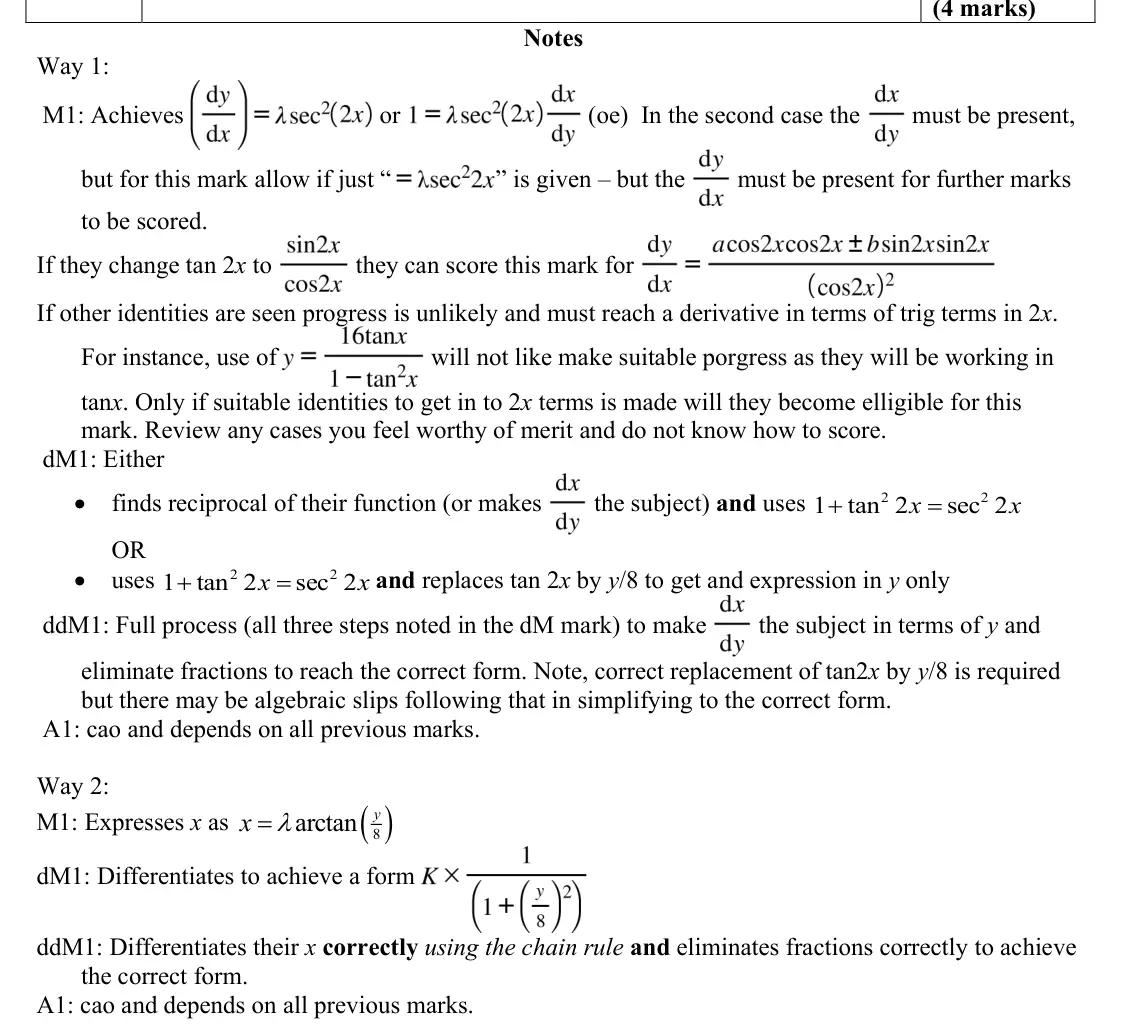 (4 marks)
Notes
Way 1:
M1: Achieves (dy/dx) = λsec²(2x) or 1 = λsec²(2x) dx/dy (oe) In the second case the dx/dy must be present,
but for this mark allow if just “ = λsec²2x” is given – but the dy/dx must be present for further marks
to be scored.
If they change tan 2x to sin2x/cos2x they can score this mark for dy/dx = (acos2xcos2x ± bsin2xsin2x)/(cos2x)²
If other identities are seen progress is unlikely and must reach a derivative in terms of trig terms in 2x.
For instance, use of y = 16tanx/(1 − tan²x) will not like make suitable porgress as they will be working in
tanx. Only if suitable identities to get in to 2x terms is made will they become elligible for this
mark. Review any cases you feel worthy of merit and do not know how to score.
dM1: Either
• finds reciprocal of their function (or makes dx/dy the subject) and uses 1 + tan² 2x = sec² 2x
OR
• uses 1 + tan² 2x = sec² 2x and replaces tan 2x by y/8 to get and expression in y only
ddM1: Full process (all three steps noted in the dM mark) to make dx/dy the subject in terms of y and
eliminate fractions to reach the correct form. Note, correct replacement of tan2x by y/8 is required
but there may be algebraic slips following that in simplifying to the correct form.
A1: cao and depends on all previous marks.
Way 2:
M1: Expresses x as x = λ arctan(y/8)
dM1: Differentiates to achieve a form K × 1/(1 + (y/8)²)
ddM1: Differentiates their x correctly using the chain rule and eliminates fractions correctly to achieve
the correct form.
A1: cao and depends on all previous marks.